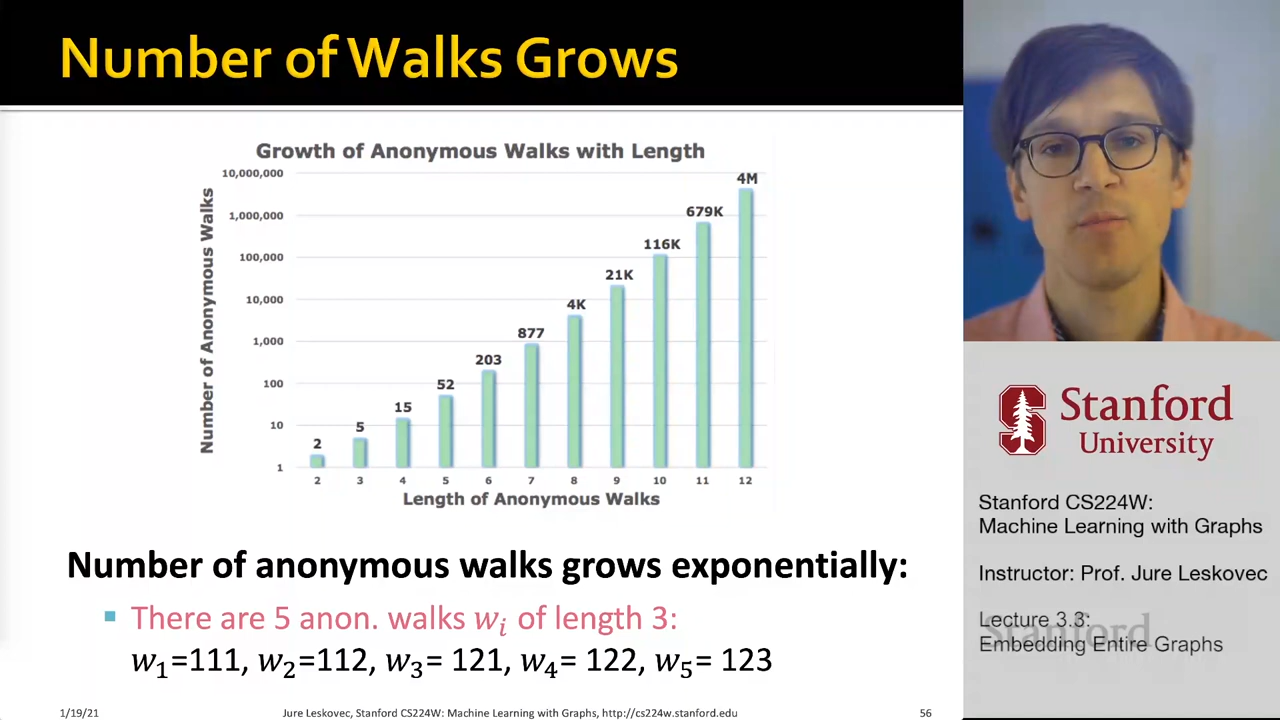 Number of Walks Grows
Growth of Anonymous Walks with Length
Number of Anonymous Walks
10,000,000
1,000,000
100,000
10,000
1,000
100
10
1
2
5
15
52
203
877
4K
21K
116K
679K
4M
2 3 4 5 6 7 8 9 10 11 12
Length of Anonymous Walks
Number of anonymous walks grows exponentially:
There are 5 anon. walks wᵢ of length 3:
w₁=111, w₂=112, w₃= 121, w₄= 122, w₅= 123
1/19/21
Jure Leskovec, Stanford CS224W: Machine Learning with Graphs, http://cs224w.stanford.edu
56
Stanford
University
Stanford CS224W:
Machine Learning with Graphs
Instructor: Prof. Jure Leskovec
Lecture 3.3:
Embedding Entire Graphs
Stanford